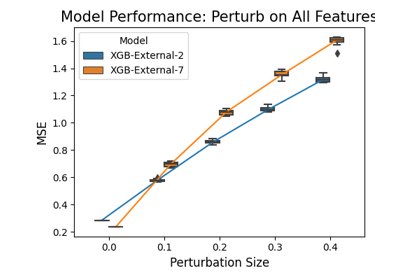 Model Performance: Perturb on All Features
Model
XGB-External-2
XGB-External-7
MSE
1.6
1.4
1.2
1.0
0.8
0.6
0.4
0.2
0.0 0.1 0.2 0.3 0.4
Perturbation Size